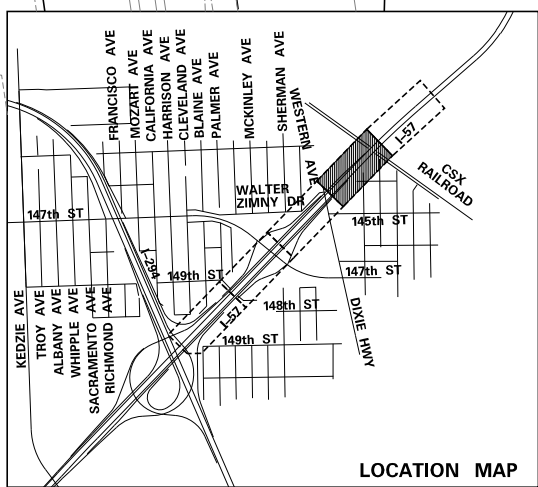 FRANCISCO AVE
MOZART AVE
CALIFORNIA AVE
HARRISON AVE
CLEVELAND AVE
BLAINE AVE
PALMER AVE
MCKINLEY AVE
SHERMAN AVE
WESTERN AVE
I-57
CSX
RAILROAD
WALTER
ZIMNY DR
147th ST
145th ST
I-294
149th ST
147th ST
148th ST
I-57
149th ST
DIXIE HWY
KEDZIE AVE
TROY AVE
ALBANY AVE
WHIPPLE AVE
SACRAMENTO AVE
RICHMOND AVE
LOCATION MAP